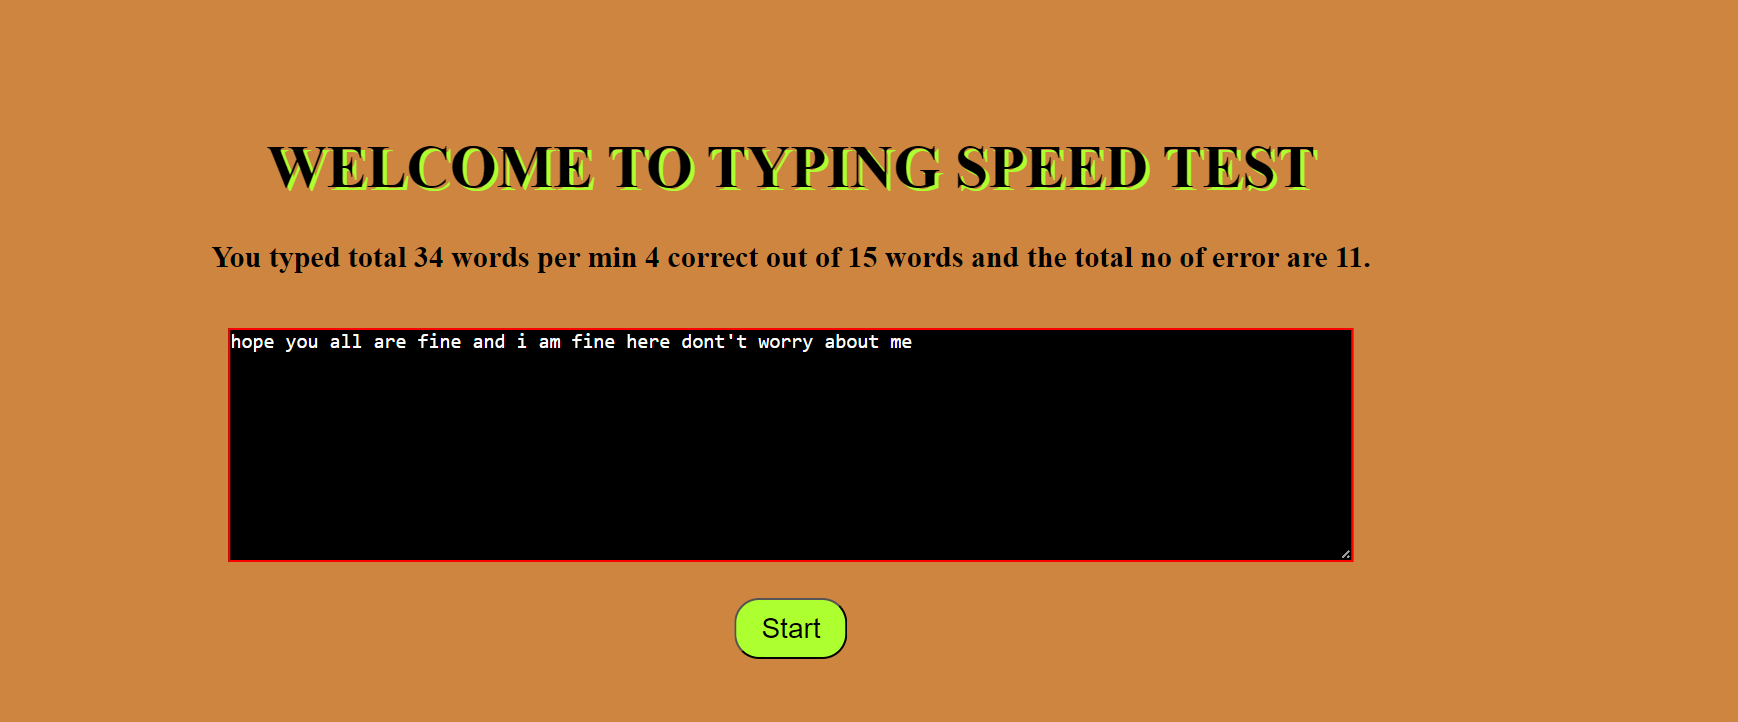 WELCOME TO TYPING SPEED TEST
You typed total 34 words per min 4 correct out of 15 words and the total no of error are 11.
hope you all are fine and i am fine here dont't worry about me
Start